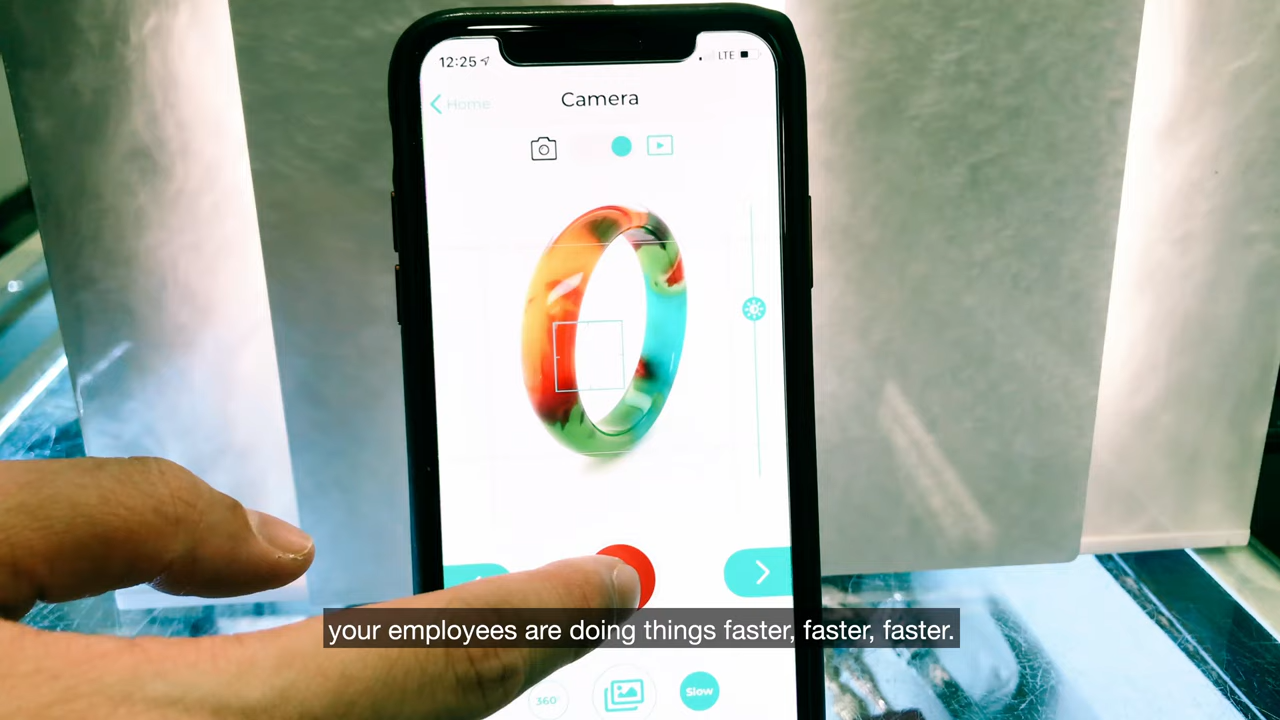 12:25
LTE
Home
Camera
your employees are doing things faster, faster, faster.
360
Slow